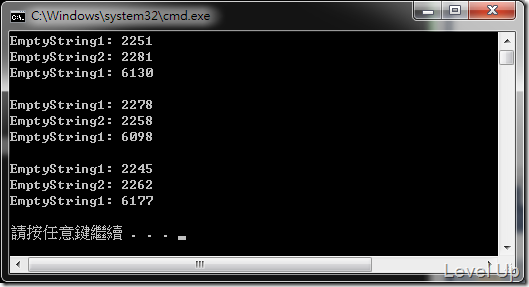 C:\Windows\system32\cmd.exe
EmptyString1: 2251
EmptyString2: 2281
EmptyString1: 6130
EmptyString1: 2278
EmptyString2: 2258
EmptyString1: 6098
EmptyString1: 2245
EmptyString2: 2262
EmptyString1: 6177
請按任意鍵繼續 . . .
Level Up